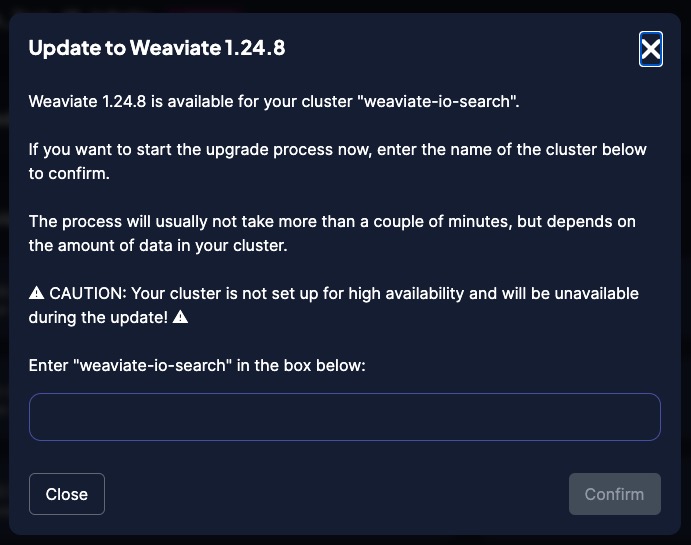 Update to Weaviate 1.24.8
Weaviate 1.24.8 is available for your cluster "weaviate-io-search".
If you want to start the upgrade process now, enter the name of the cluster below
to confirm.
The process will usually not take more than a couple of minutes, but depends on
the amount of data in your cluster.
⚠ CAUTION: Your cluster is not set up for high availability and will be unavailable
during the update! ⚠
Enter "weaviate-io-search" in the box below:
Close
Confirm